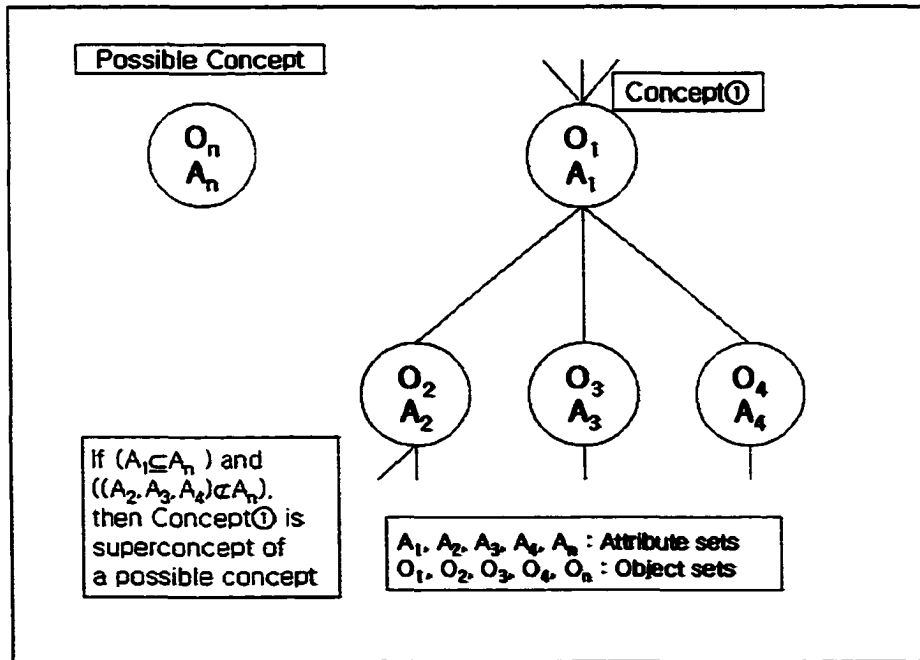 Possible Concept
Oₙ
Aₙ
Concept①
O₁
A₁
O₂
A₂
O₃
A₃
O₄
A₄
If (A₁⊆Aₙ) and
((A₂, A₃, A₄)⊄Aₙ),
then Concept① is
superconcept of
a possible concept
A₁, A₂, A₃, A₄, Aₙ : Attribute sets
O₁, O₂, O₃, O₄, Oₙ : Object sets